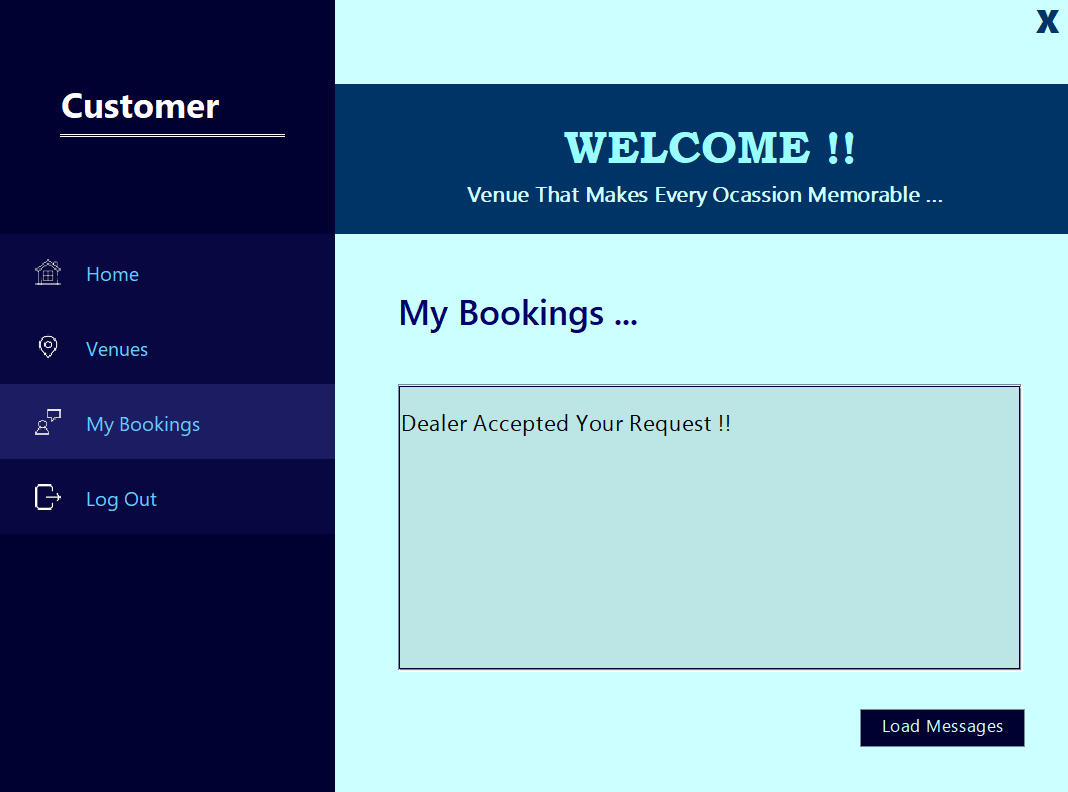 X
Customer
WELCOME !!
Venue That Makes Every Ocassion Memorable ...
Home
Venues
My Bookings
Log Out
My Bookings ...
Dealer Accepted Your Request !!
Load Messages